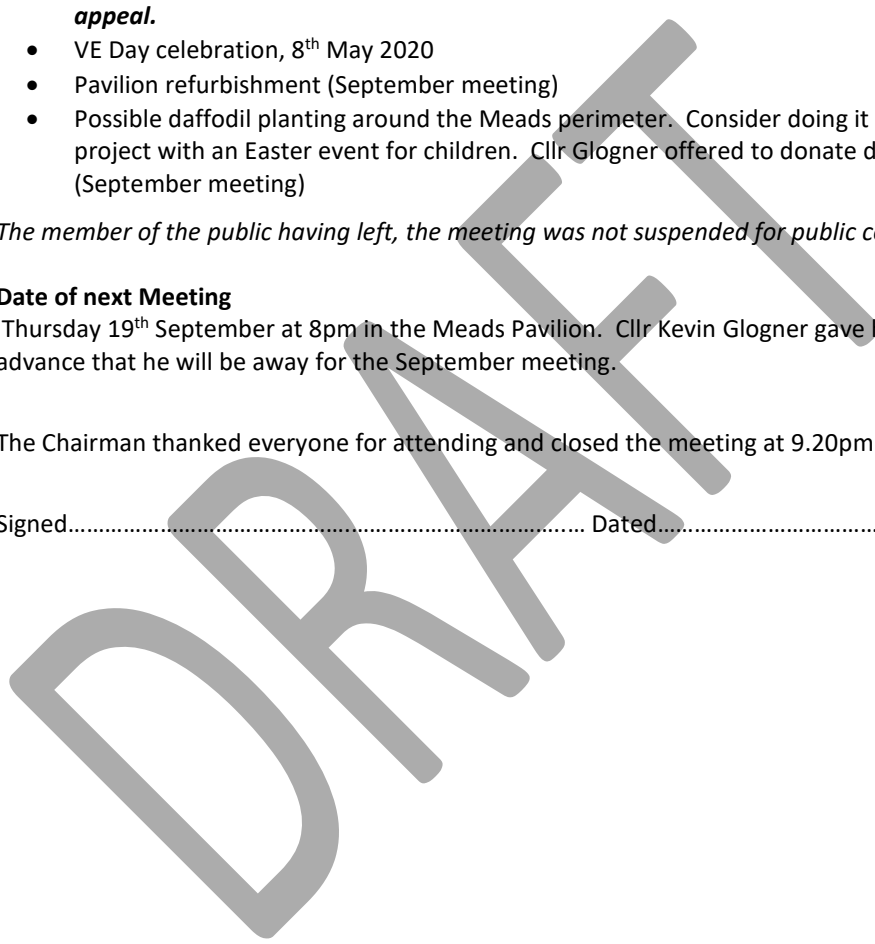 appeal.
• VE Day celebration, 8th May 2020
• Pavilion refurbishment (September meeting)
• Possible daffodil planting around the Meads perimeter. Consider doing it
project with an Easter event for children. Cllr Glogner offered to donate d
(September meeting)
The member of the public having left, the meeting was not suspended for public c
Date of next Meeting
Thursday 19th September at 8pm in the Meads Pavilion. Cllr Kevin Glogner gave
advance that he will be away for the September meeting.
The Chairman thanked everyone for attending and closed the meeting at 9.20pm
Signed…………………………………………………………………………… Dated………………………………
DRAFT